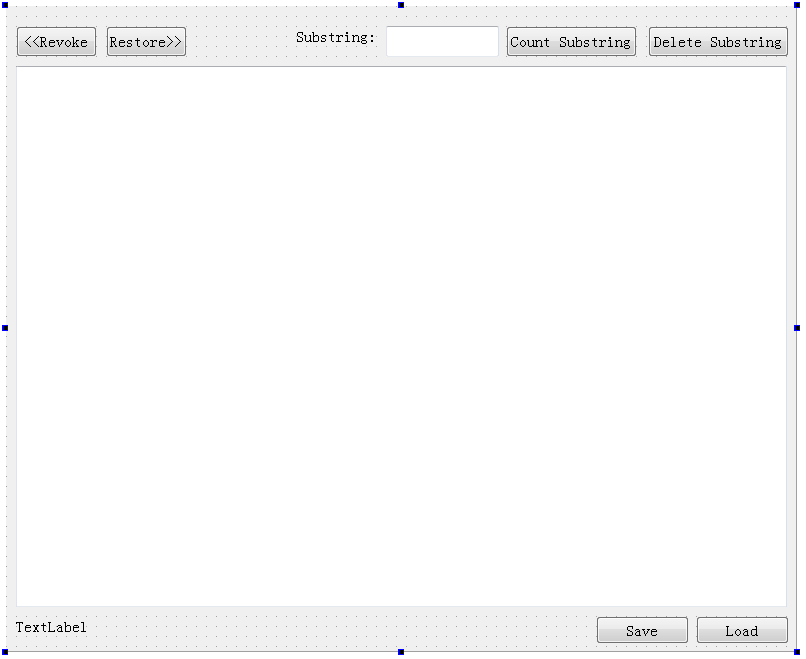 <<Revoke Restore>> Substring: Count Substring Delete Substring
TextLabel Save Load